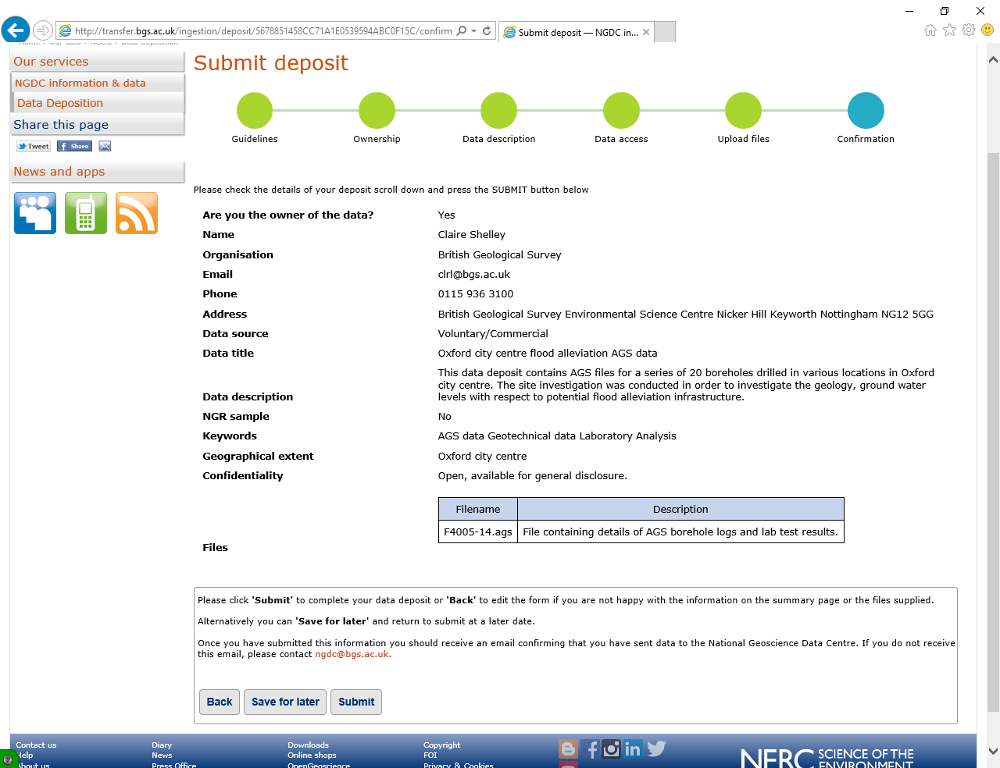 http://transfer.bgs.ac.uk/ingestion/deposit/5678851458CC71A1E0539594ABC0F15C/confirm
Submit deposit — NGDC in...
Home » Our data » NGDC » Data Deposition
Our services
NGDC information & data
Data Deposition
Share this page
Tweet
Share
News and apps
Submit deposit
Guidelines
Ownership
Data description
Data access
Upload files
Confirmation
Please check the details of your deposit scroll down and press the SUBMIT button below
Are you the owner of the data? Yes
Name Claire Shelley
Organisation British Geological Survey
Email clrl@bgs.ac.uk
Phone 0115 936 3100
Address British Geological Survey Environmental Science Centre Nicker Hill Keyworth Nottingham NG12 5GG
Data source Voluntary/Commercial
Data title Oxford city centre flood alleviation AGS data
This data deposit contains AGS files for a series of 20 boreholes drilled in various locations in Oxford
city centre. The site investigation was conducted in order to investigate the geology, ground water
Data description levels with respect to potential flood alleviation infrastructure.
NGR sample No
Keywords AGS data Geotechnical data Laboratory Analysis
Geographical extent Oxford city centre
Confidentiality Open, available for general disclosure.
Filename Description
F4005-14.ags File containing details of AGS borehole logs and lab test results.
Files
Please click 'Submit' to complete your data deposit or 'Back' to edit the form if you are not happy with the information on the summary page or the files supplied.
Alternatively you can 'Save for later' and return to submit at a later date.
Once you have submitted this information you should receive an email confirming that you have sent data to the National Geoscience Data Centre. If you do not receive
this email, please contact ngdc@bgs.ac.uk.
Back Save for later Submit
Contact us Diary Downloads Copyright
Help News Online shops FOI
About us Press Office OpenGeoscience Privacy & Cookies
NERC SCIENCE OF THE
ENVIRONMENT